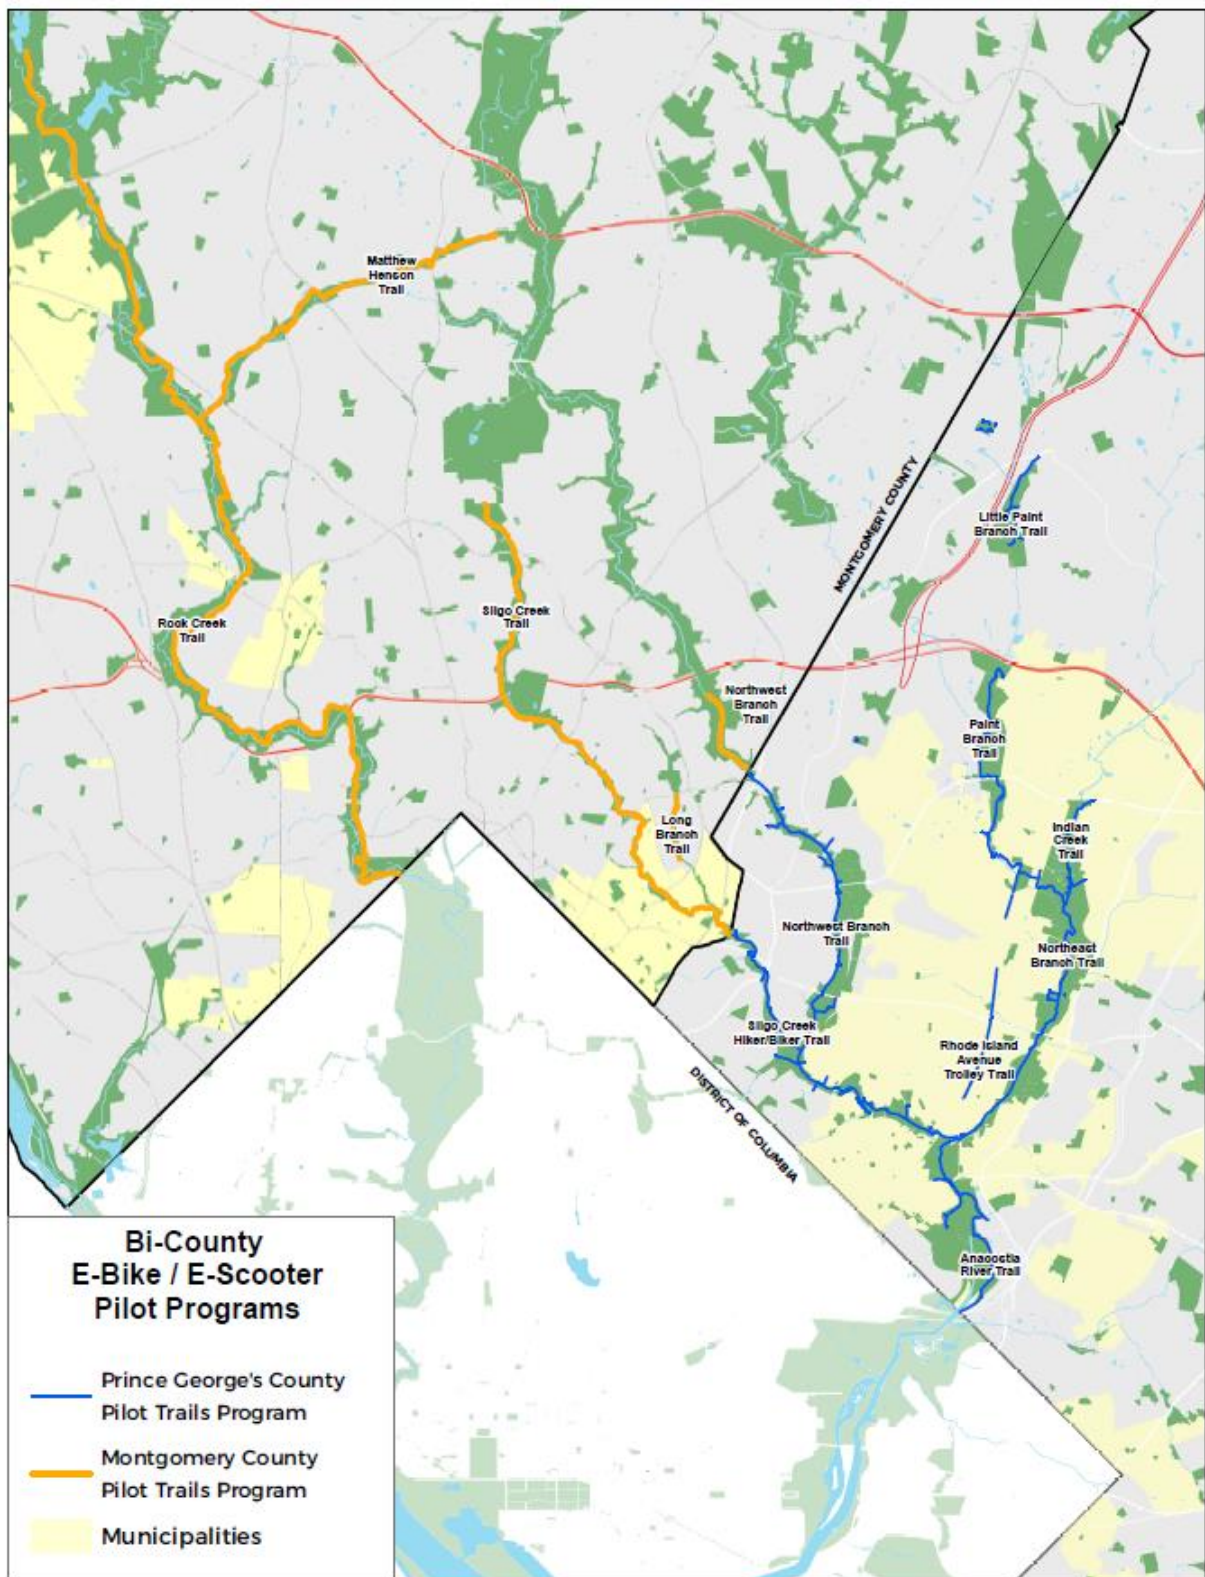 Matthew
Henson
Trail
MONTGOMERY COUNTY
Little Paint
Branch Trail
Rock Creek
Trail
Sligo Creek
Trail
Northwest
Branch
Trail
Paint
Branch
Trail
Long
Branch
Trail
Indian
Creek
Trail
Northwest Branch
Trail
Northeast
Branch Trail
Sligo Creek
Hiker/Biker Trail
Rhode Island
Avenue
Trolley Trail
DISTRICT OF COLUMBIA
Anacostia
River Trail
Bi-County
E-Bike / E-Scooter
Pilot Programs
Prince George's County
Pilot Trails Program
Montgomery County
Pilot Trails Program
Municipalities